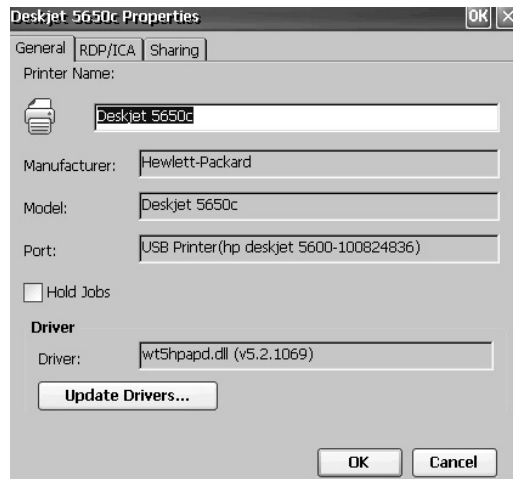 Deskjet 5650c Properties OK
General RDP/ICA Sharing
Printer Name:
Deskjet 5650c
Manufacturer: Hewlett-Packard
Model: Deskjet 5650c
Port: USB Printer(hp deskjet 5600-100824836)
Hold Jobs
Driver
Driver: wt5hpapd.dll (v5.2.1069)
Update Drivers...
OK Cancel